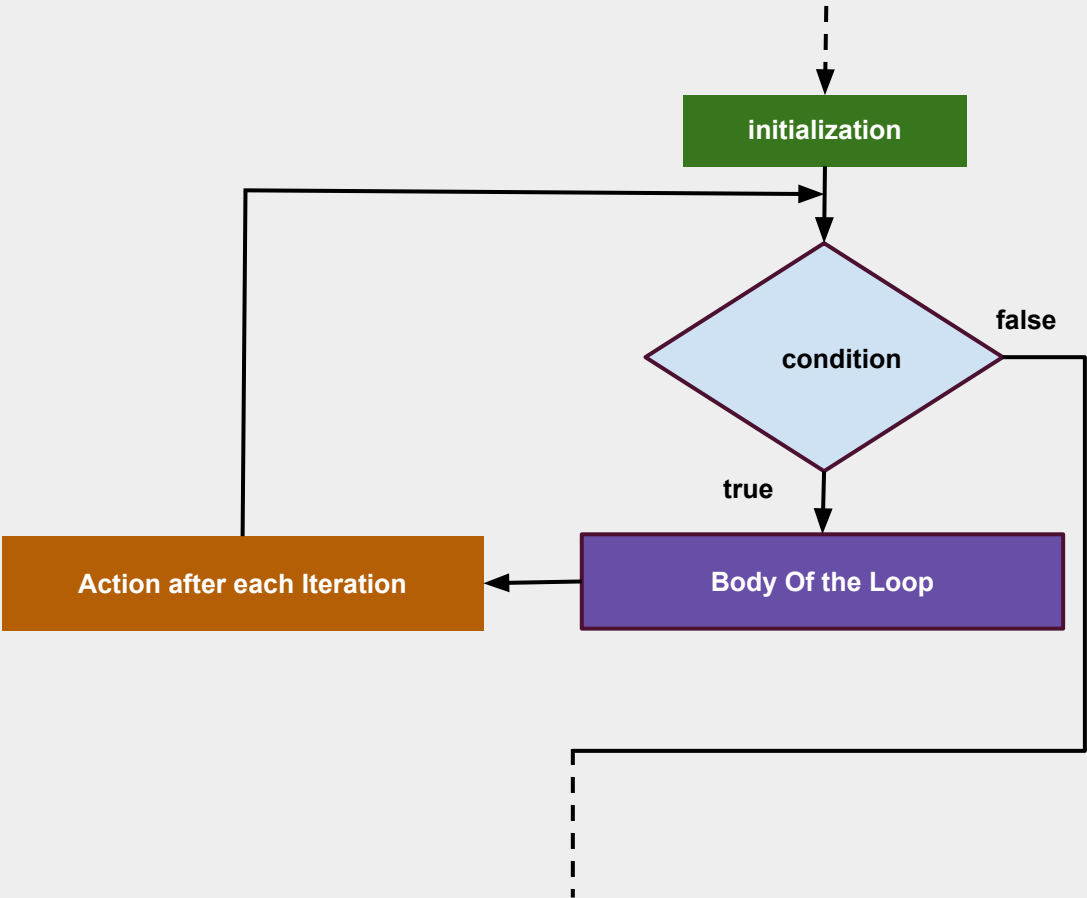 initialization
false
condition
true
Action after each Iteration
Body Of the Loop